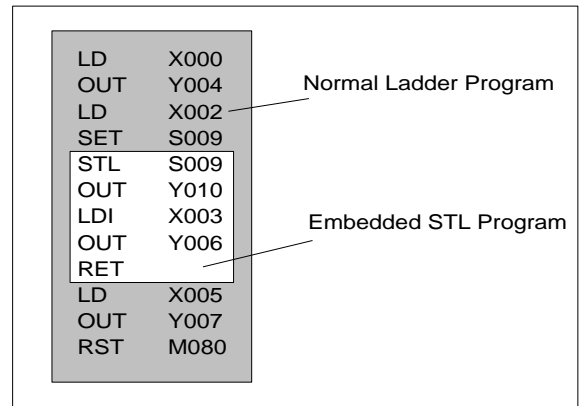 LD X000
OUT Y004
LD X002
SET S009
STL S009
OUT Y010
LDI X003
OUT Y006
RET
LD X005
OUT Y007
RST M080
Normal Ladder Program
Embedded STL Program